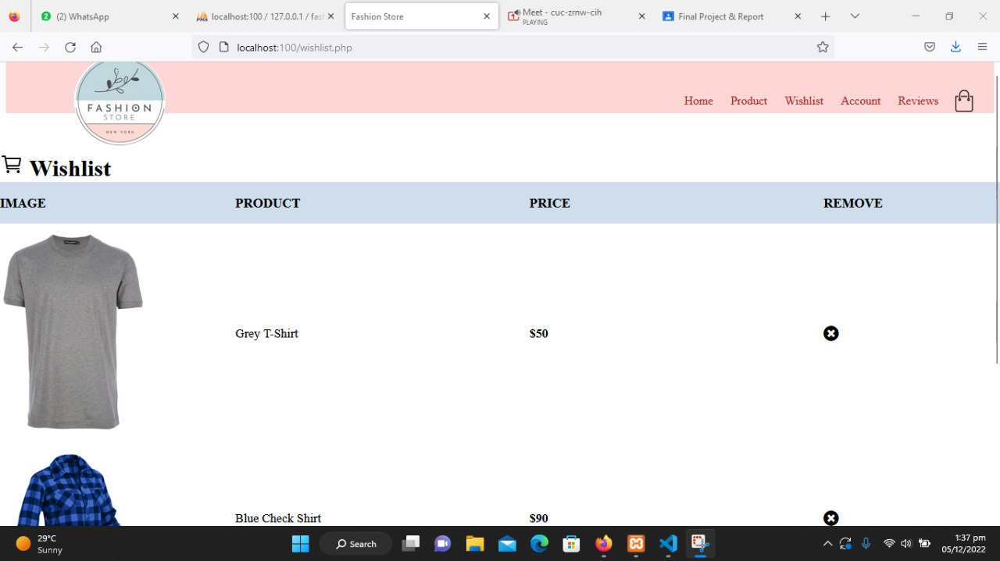 (2) WhatsApp
localhost:100 / 127.0.0.1 / fash
Fashion Store
Meet - cuc-zrnw-cih
PLAYING
Final Project & Report
localhost:100/wishlist.php
FASHION
STORE
NEW YORK
Home Product Wishlist Account Reviews
Wishlist
IMAGE PRODUCT PRICE REMOVE
Grey T-Shirt $50
Blue Check Shirt $90
29°C
Sunny
Search
1:37 pm
05/12/2022